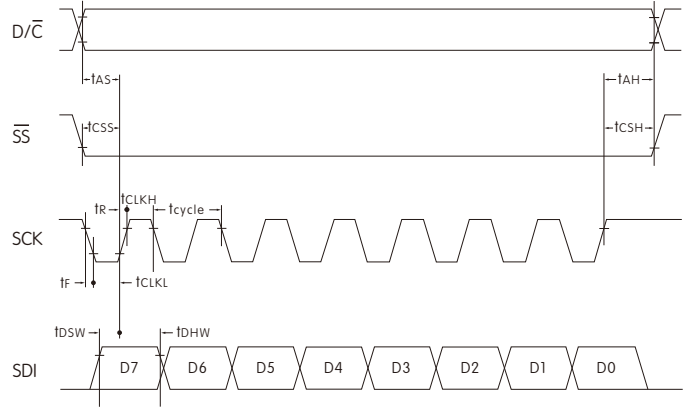 D/C̅
tAS
tAH
S̅S̅
tCSS
tCSH
tR
tCLKH
tcycle
SCK
tF
tCLKL
tDSW
tDHW
SDI
D7 D6 D5 D4 D3 D2 D1 D0